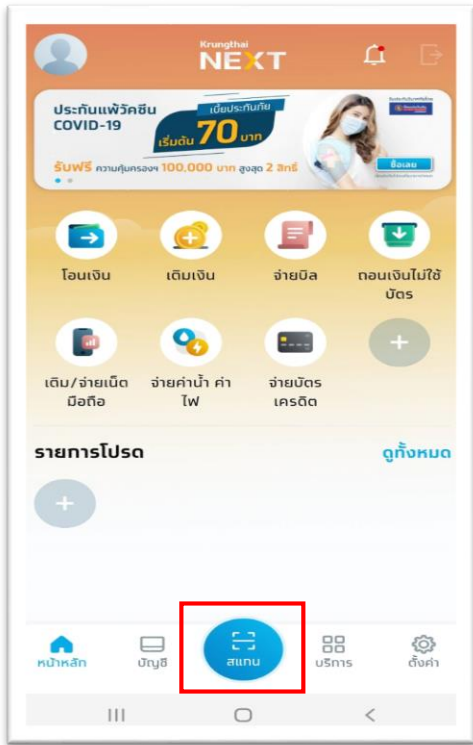 Krungthai
NEXT
ประกันแพ้วัคซีน
COVID-19
เบี้ยประกันภัย
เริ่มต้น 70 บาท
รับฟรี ความคุ้มครองฯ 100,000 บาท สูงสุด 2 สิทธิ์
ซื้อเลย
โอนเงิน
เติมเงิน
จ่ายบิล
ถอนเงินไม่ใช้
บัตร
เติม/จ่ายเน็ต
มือถือ
จ่ายค่าน้ำ ค่า
ไฟ
จ่ายบัตร
เครดิต
รายการโปรด
ดูทั้งหมด
หน้าหลัก
บัญชี
สแกน
บริการ
ตั้งค่า